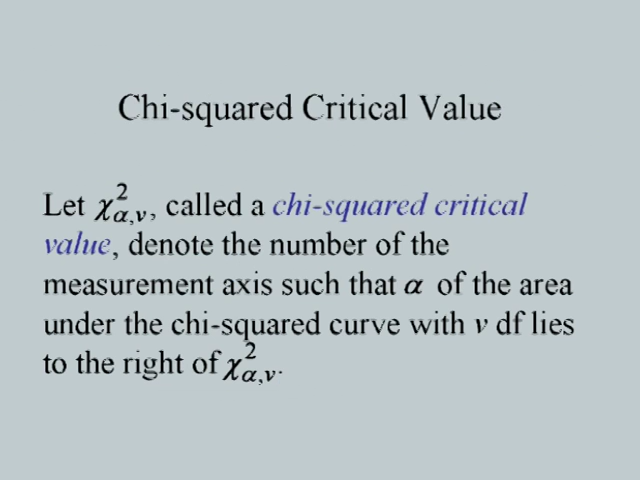 Chi-squared Critical Value
Let χ²α,ν, called a chi-squared critical
value, denote the number of the
measurement axis such that α of the area
under the chi-squared curve with ν df lies
to the right of χ²α,ν.